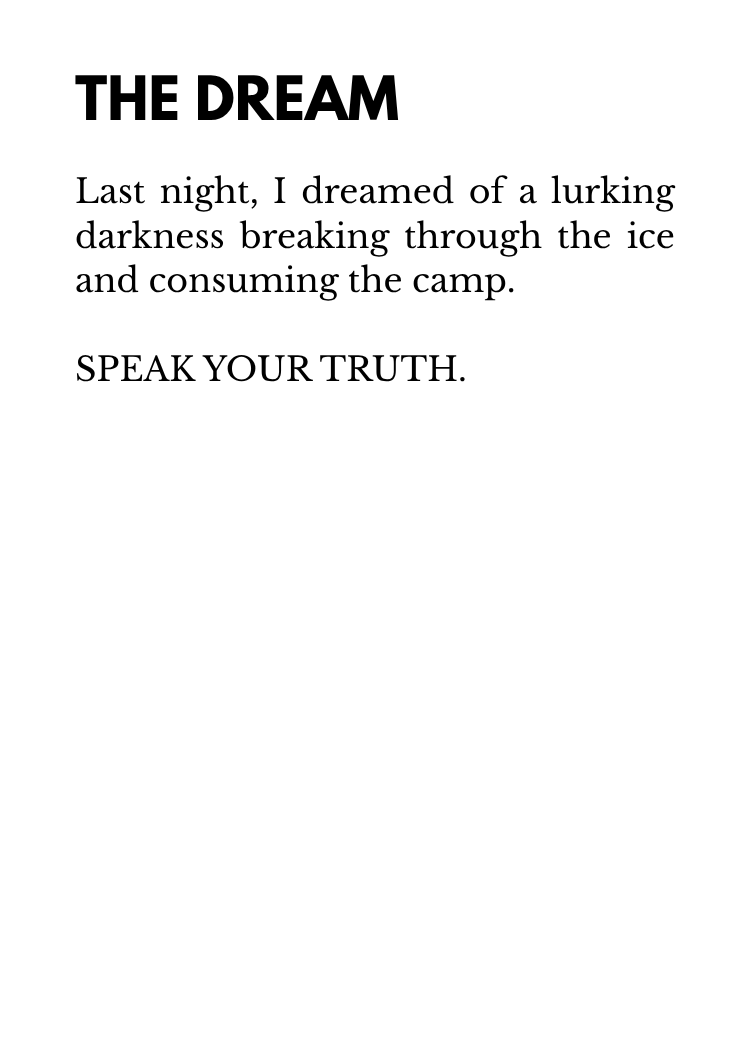 THE DREAM
Last night, I dreamed of a lurking
darkness breaking through the ice
and consuming the camp.
SPEAK YOUR TRUTH.